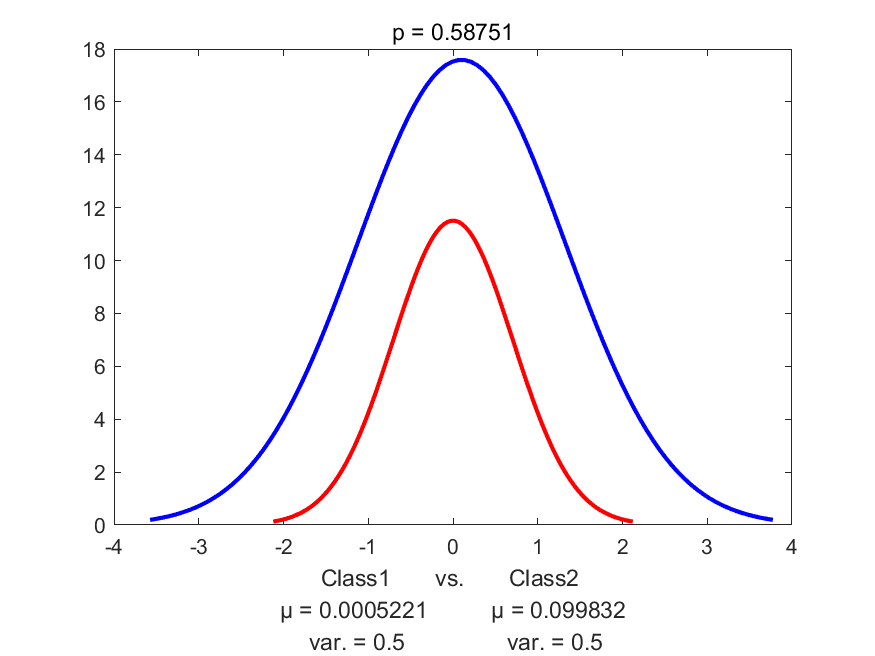 p = 0.58751
18
16
14
12
10
8
6
4
2
0
-4 -3 -2 -1 0 1 2 3 4
Class1 vs. Class2
μ = 0.0005221 μ = 0.099832
var. = 0.5 var. = 0.5